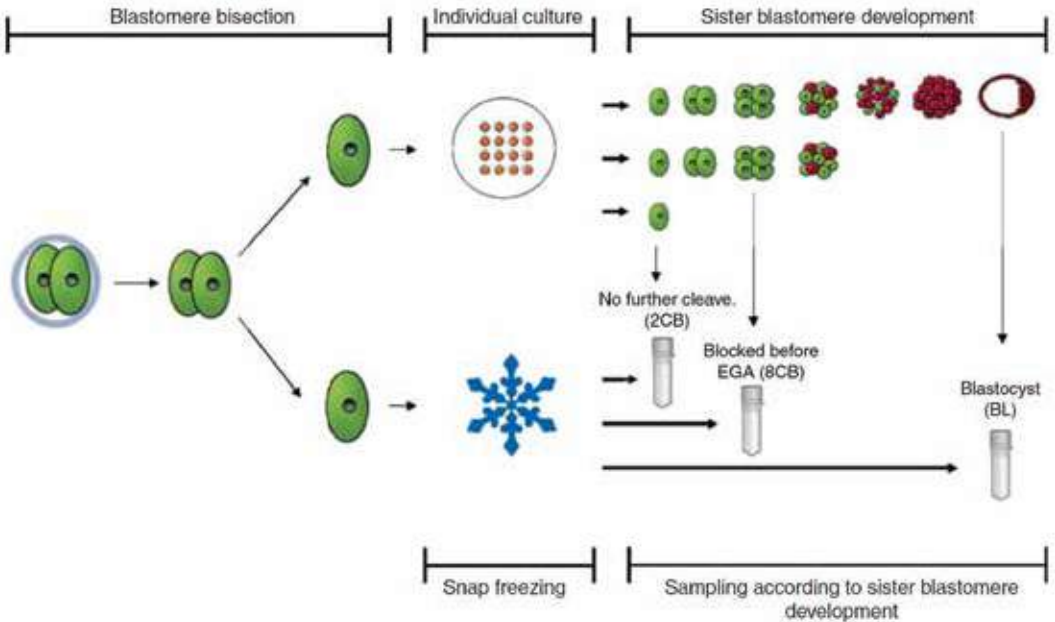 Blastomere bisection
Individual culture
Sister blastomere development
No further cleave.
(2CB)
Blocked before
EGA (8CB)
Blastocyst
(BL)
Snap freezing
Sampling according to sister blastomere
development